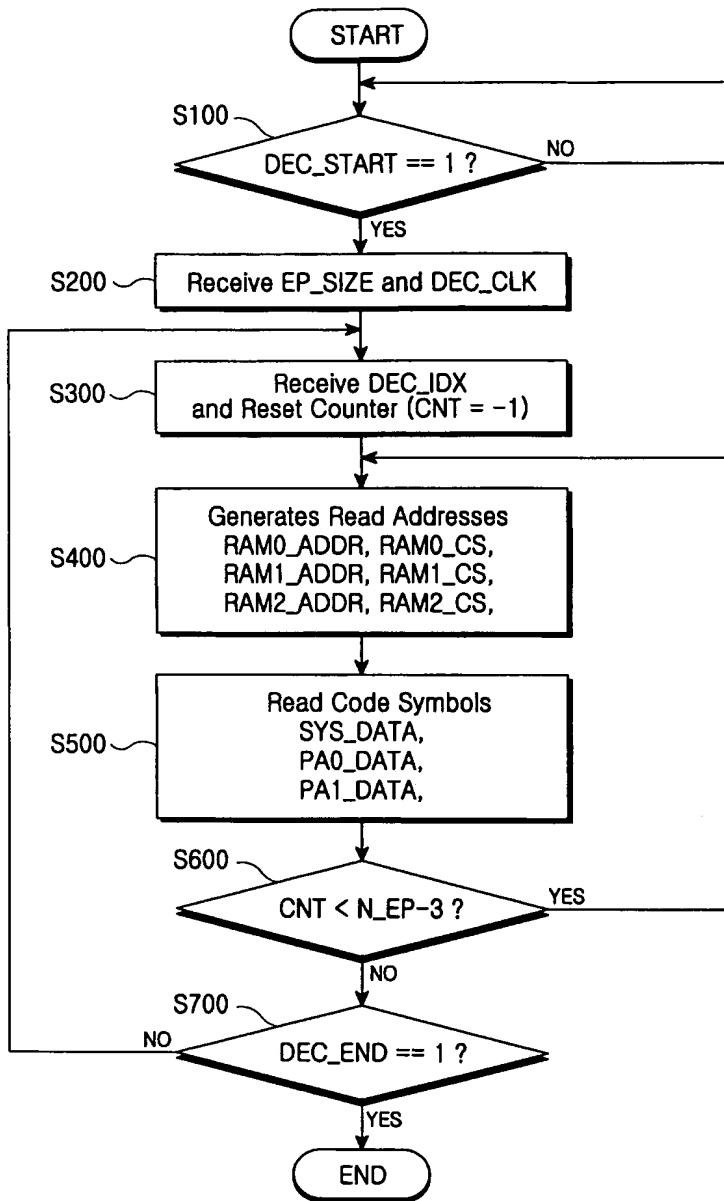 START
S100
DEC_START == 1 ?
NO
YES
S200
Receive EP_SIZE and DEC_CLK
S300
Receive DEC_IDX
and Reset Counter (CNT = -1)
S400
Generates Read Addresses
RAM0_ADDR, RAM0_CS,
RAM1_ADDR, RAM1_CS,
RAM2_ADDR, RAM2_CS,
S500
Read Code Symbols
SYS_DATA,
PA0_DATA,
PA1_DATA,
S600
CNT < N_EP-3 ?
YES
NO
S700
NO
DEC_END == 1 ?
YES
END